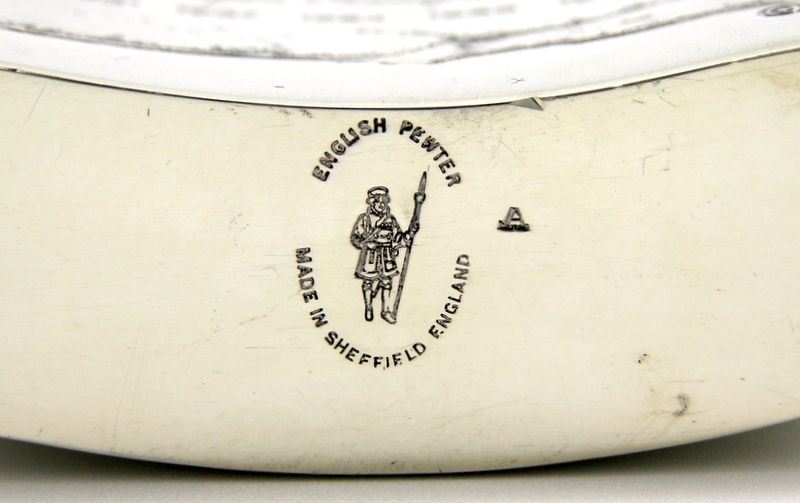 ENGLISH PEWTER
A
MADE IN SHEFFIELD ENGLAND